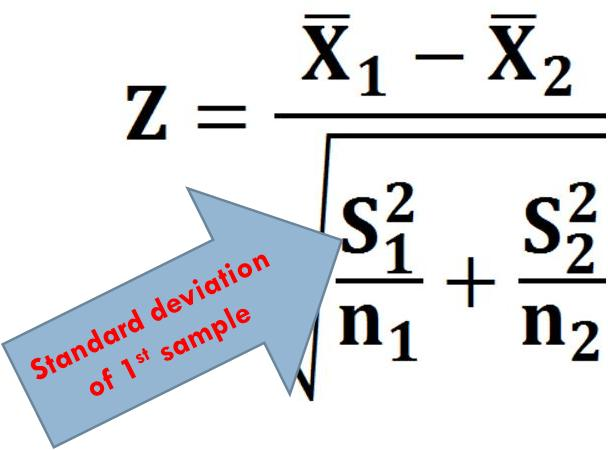 X̅₁ − X̅₂
Z =
S₁² + S₂²
n₁ n₂
Standard deviation
of 1ˢᵗ sample